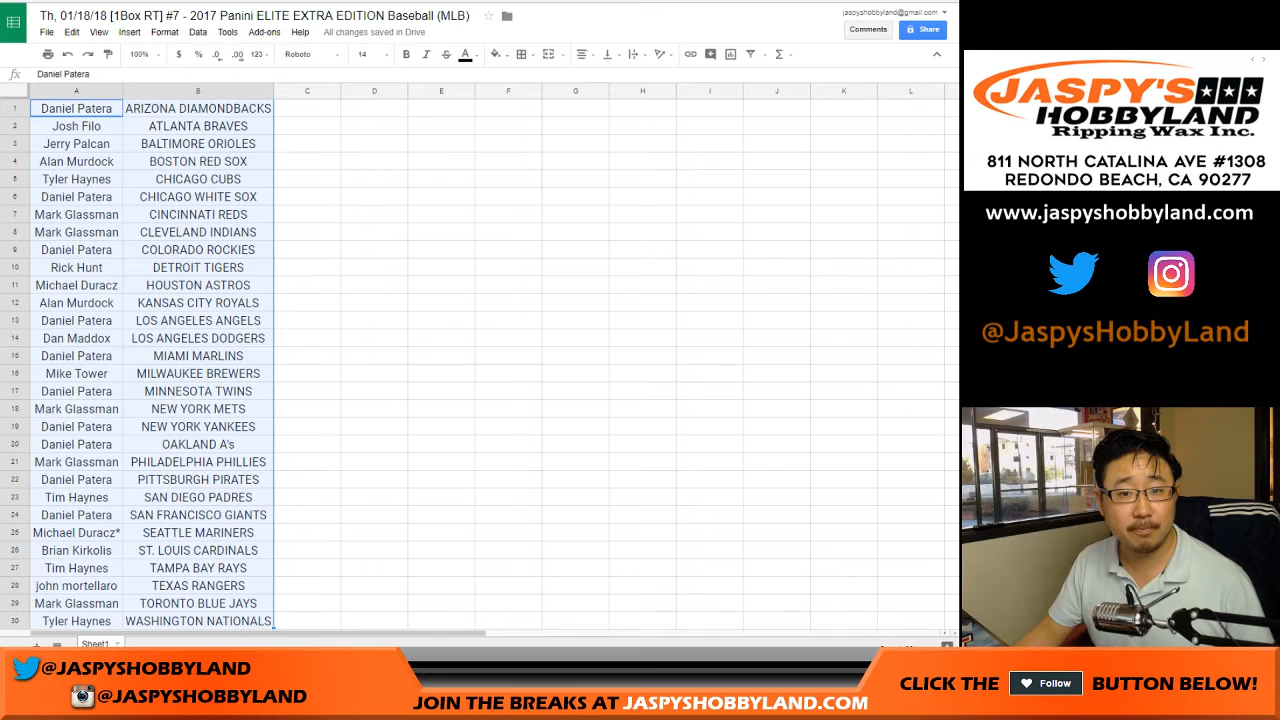 Th, 01/18/18 [1Box RT] #7 - 2017 Panini ELITE EXTRA EDITION Baseball (MLB)
jaspyshobbyland@gmail.com
File Edit View Insert Format Data Tools Add-ons Help All changes saved in Drive
Comments Share
100% $ % .0 .00 123 Roboto 14 B I S A
fx Daniel Patera
A B C D E F G H I J K L
1 Daniel Patera ARIZONA DIAMONDBACKS
2 Josh Filo ATLANTA BRAVES
3 Jerry Palcan BALTIMORE ORIOLES
4 Alan Murdock BOSTON RED SOX
5 Tyler Haynes CHICAGO CUBS
6 Daniel Patera CHICAGO WHITE SOX
7 Mark Glassman CINCINNATI REDS
8 Mark Glassman CLEVELAND INDIANS
9 Daniel Patera COLORADO ROCKIES
10 Rick Hunt DETROIT TIGERS
11 Michael Duracz HOUSTON ASTROS
12 Alan Murdock KANSAS CITY ROYALS
13 Daniel Patera LOS ANGELES ANGELS
14 Dan Maddox LOS ANGELES DODGERS
15 Daniel Patera MIAMI MARLINS
16 Mike Tower MILWAUKEE BREWERS
17 Daniel Patera MINNESOTA TWINS
18 Mark Glassman NEW YORK METS
19 Daniel Patera NEW YORK YANKEES
20 Daniel Patera OAKLAND A's
21 Mark Glassman PHILADELPHIA PHILLIES
22 Daniel Patera PITTSBURGH PIRATES
23 Tim Haynes SAN DIEGO PADRES
24 Daniel Patera SAN FRANCISCO GIANTS
25 Michael Duracz* SEATTLE MARINERS
26 Brian Kirkolis ST. LOUIS CARDINALS
27 Tim Haynes TAMPA BAY RAYS
28 john mortellaro TEXAS RANGERS
29 Mark Glassman TORONTO BLUE JAYS
30 Tyler Haynes WASHINGTON NATIONALS
Sheet1
JASPY'S
HOBBYLAND
Ripping Wax Inc.
811 NORTH CATALINA AVE #1308
REDONDO BEACH, CA 90277
www.jaspyshobbyland.com
@JaspysHobbyLand
@JASPYSHOBBYLAND
@JASPYSHOBBYLAND
JOIN THE BREAKS AT JASPYSHOBBYLAND.COM
CLICK THE Follow BUTTON BELOW!